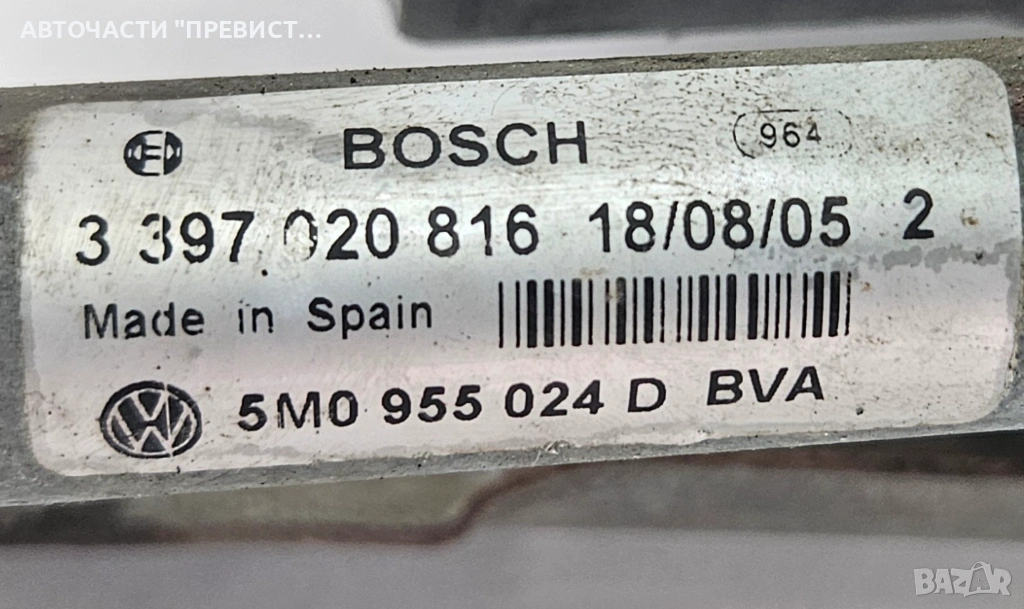 АВТОЧАСТИ "ПРЕВИСТ...
BOSCH 964
3 397 020 816 18/08/05 2
Made in Spain
5M0 955 024 D BVA
BAZAR